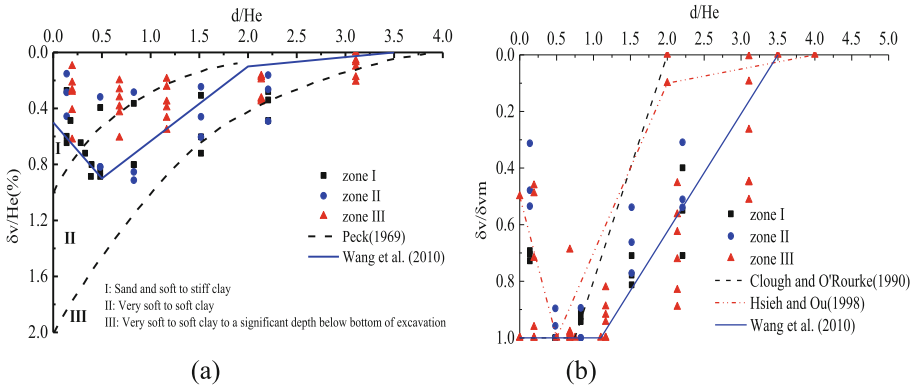 d/He
0.0 0.5 1.0 1.5 2.0 2.5 3.0 3.5 4.0
0.0
0.4
0.8
1.2
1.6
2.0
δv/He(%)
I
II
III
zone I
zone II
zone III
Peck(1969)
Wang et al. (2010)
I: Sand and soft to stiff clay
II: Very soft to soft clay
III: Very soft to soft clay to a significant depth below bottom of excavation
(a)
d/He
0.0 0.5 1.0 1.5 2.0 2.5 3.0 3.5 4.0 4.5 5.0
0.0
0.2
0.4
0.6
0.8
1.0
δv/δvm
zone I
zone II
zone III
Clough and O'Rourke(1990)
Hsieh and Ou(1998)
Wang et al. (2010)
(b)